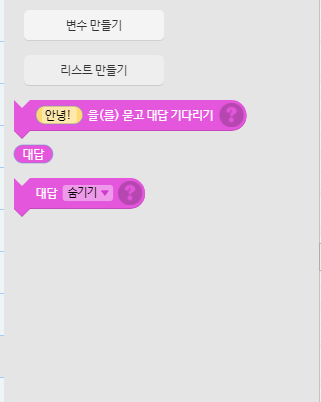 변수 만들기
리스트 만들기
안녕! 을(를) 묻고 대답 기다리기 ?
대답
대답 숨기기 ?